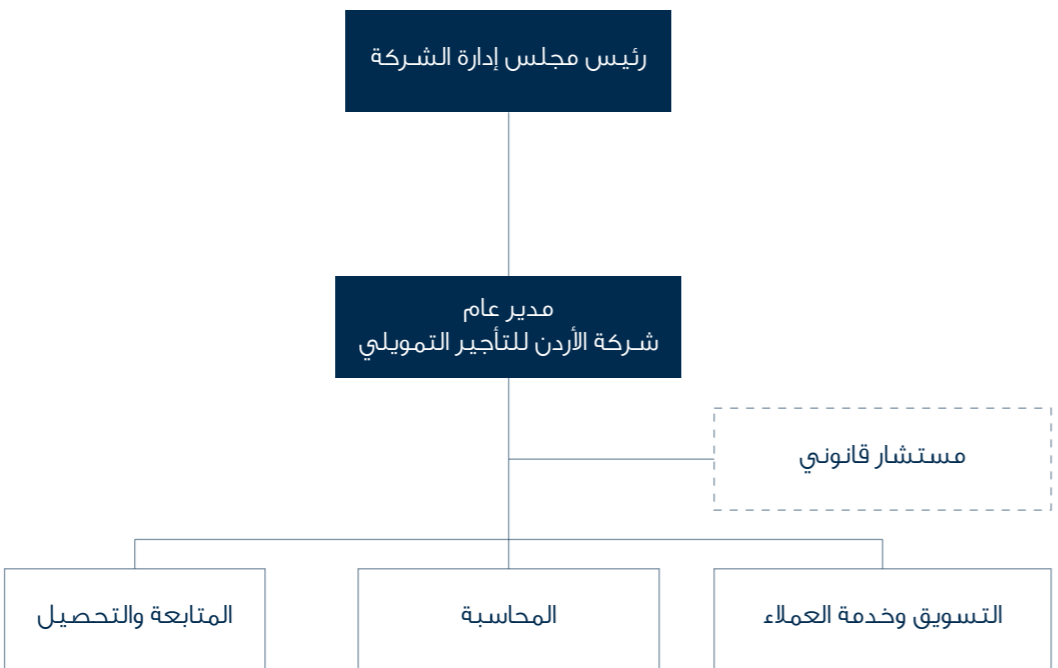 رئيس مجلس إدارة الشركة
مدير عام
شركة الأردن للتأجير التمويلي
مستشار قانوني
التسويق وخدمة العملاء
المحاسبة
المتابعة والتحصيل